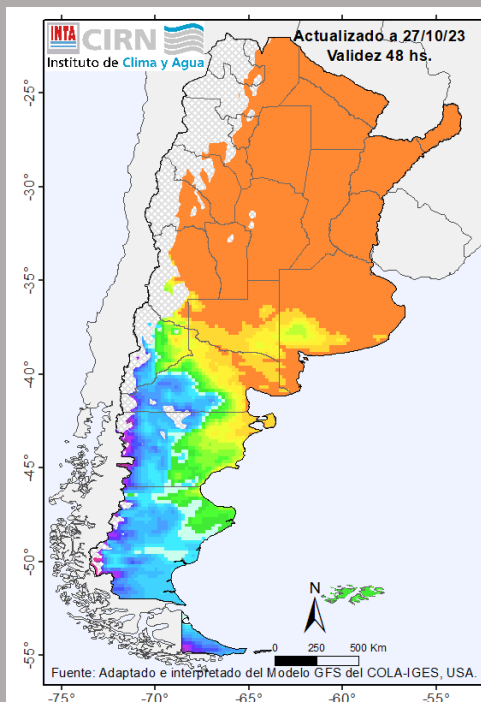 INTA CIRN
Instituto de Clima y Agua
Actualizado a 27/10/23
Validez 48 hs.
-25°
-30°
-35°
-40°
-45°
-50°
-55°
N
0 250 500 Km
Fuente: Adaptado e interpretado del Modelo GFS del COLA-IGES, USA.
-75° -70° -65° -60° -55°